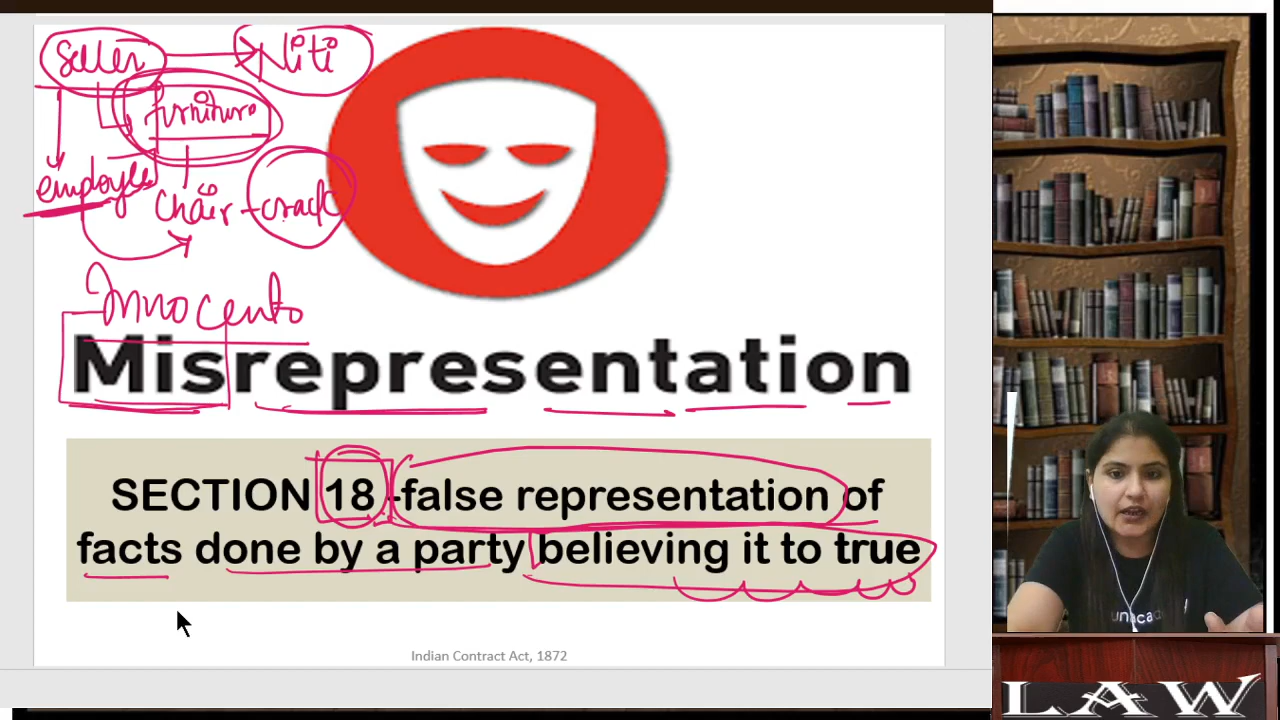 Seller Niti
furniture
employee
chair - crack
Innocent
Misrepresentation
SECTION 18 -false representation of
facts done by a party believing it to true
unacad
Indian Contract Act, 1872
LAW